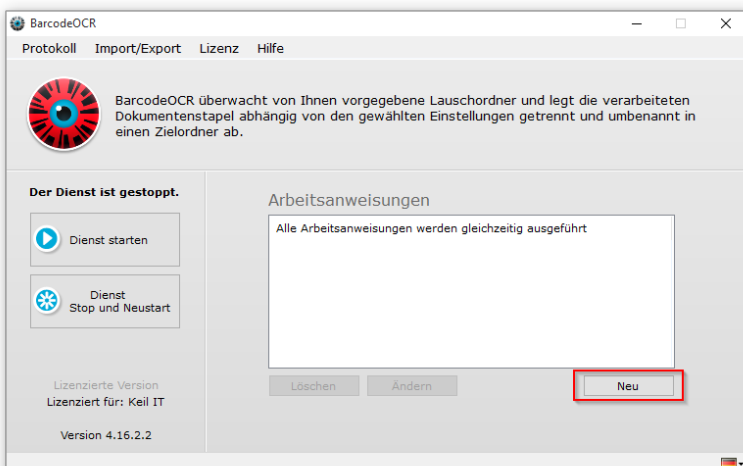 BarcodeOCR
Protokoll Import/Export Lizenz Hilfe
BarcodeOCR überwacht von Ihnen vorgegebene Lauschordner und legt die verarbeiteten
Dokumentenstapel abhängig von den gewählten Einstellungen getrennt und umbenannt in
einen Zielordner ab.
Der Dienst ist gestoppt.
Dienst starten
Dienst
Stop und Neustart
Lizenzierte Version
Lizenziert für: Keil IT
Version 4.16.2.2
Arbeitsanweisungen
Alle Arbeitsanweisungen werden gleichzeitig ausgeführt
Löschen Ändern Neu